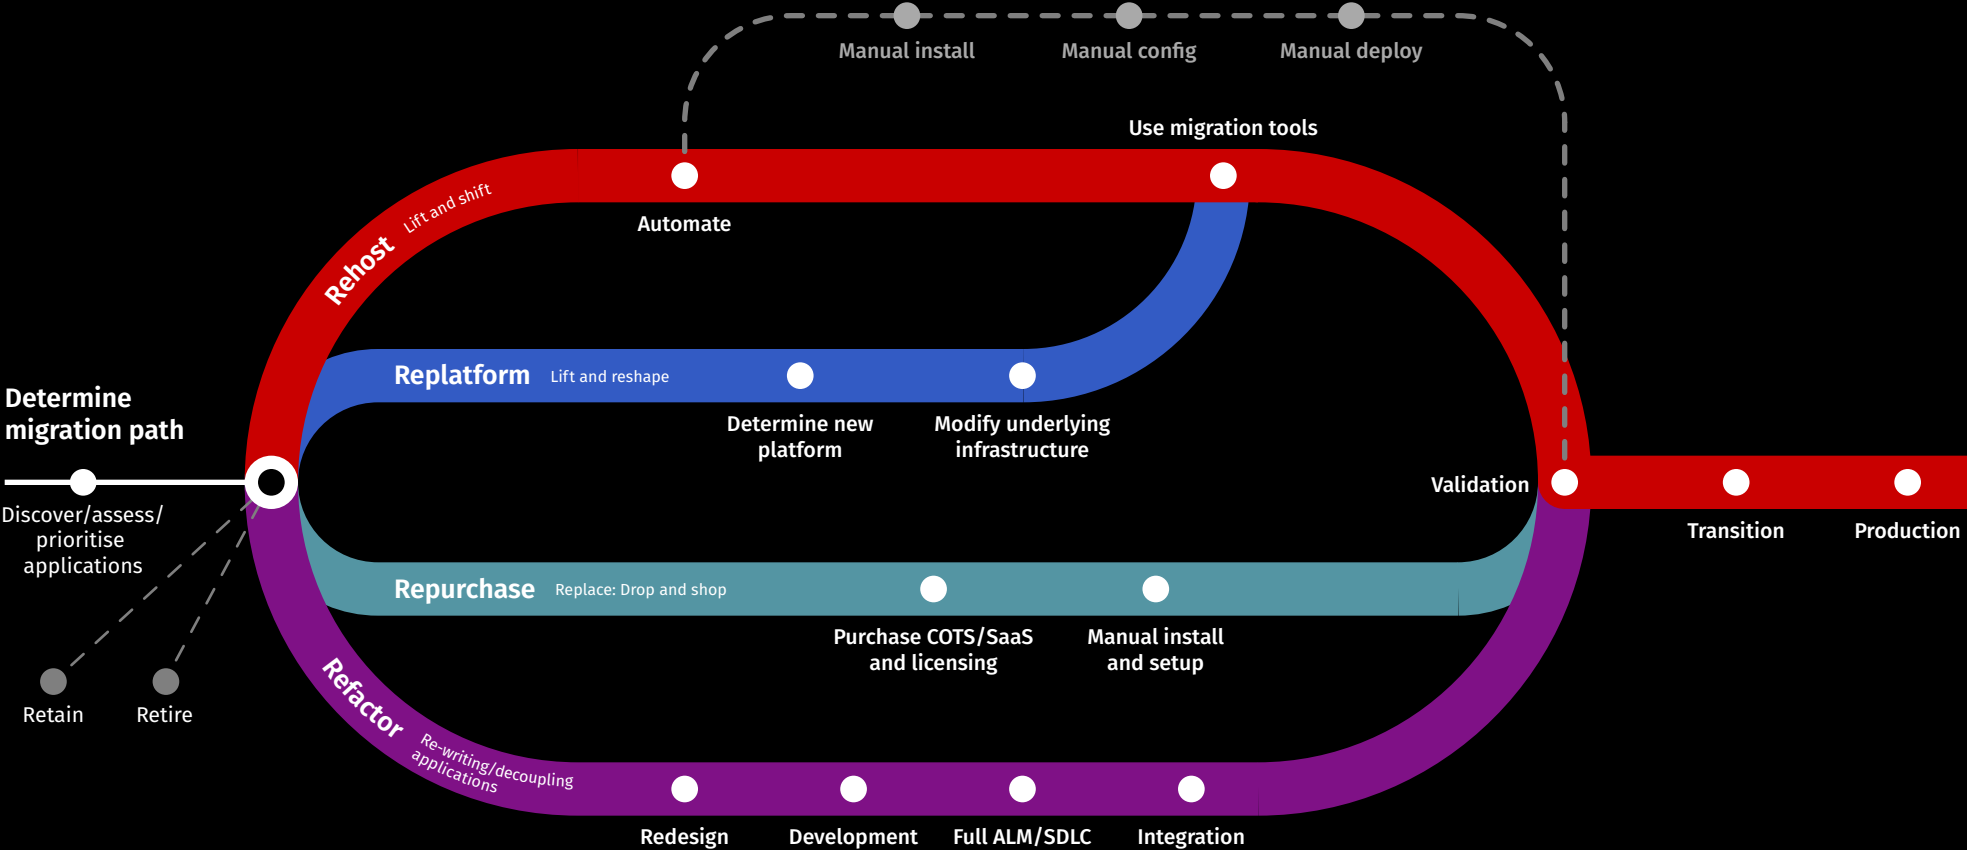 Manual install
Manual config
Manual deploy
Use migration tools
Automate
Rehost
Lift and shift
Replatform
Lift and reshape
Determine new
platform
Modify underlying
infrastructure
Determine
migration path
Discover/assess/
prioritise
applications
Retain
Retire
Validation
Transition
Production
Repurchase
Replace: Drop and shop
Purchase COTS/SaaS
and licensing
Manual install
and setup
Refactor
Re-writing/decoupling
applications
Redesign
Development
Full ALM/SDLC
Integration